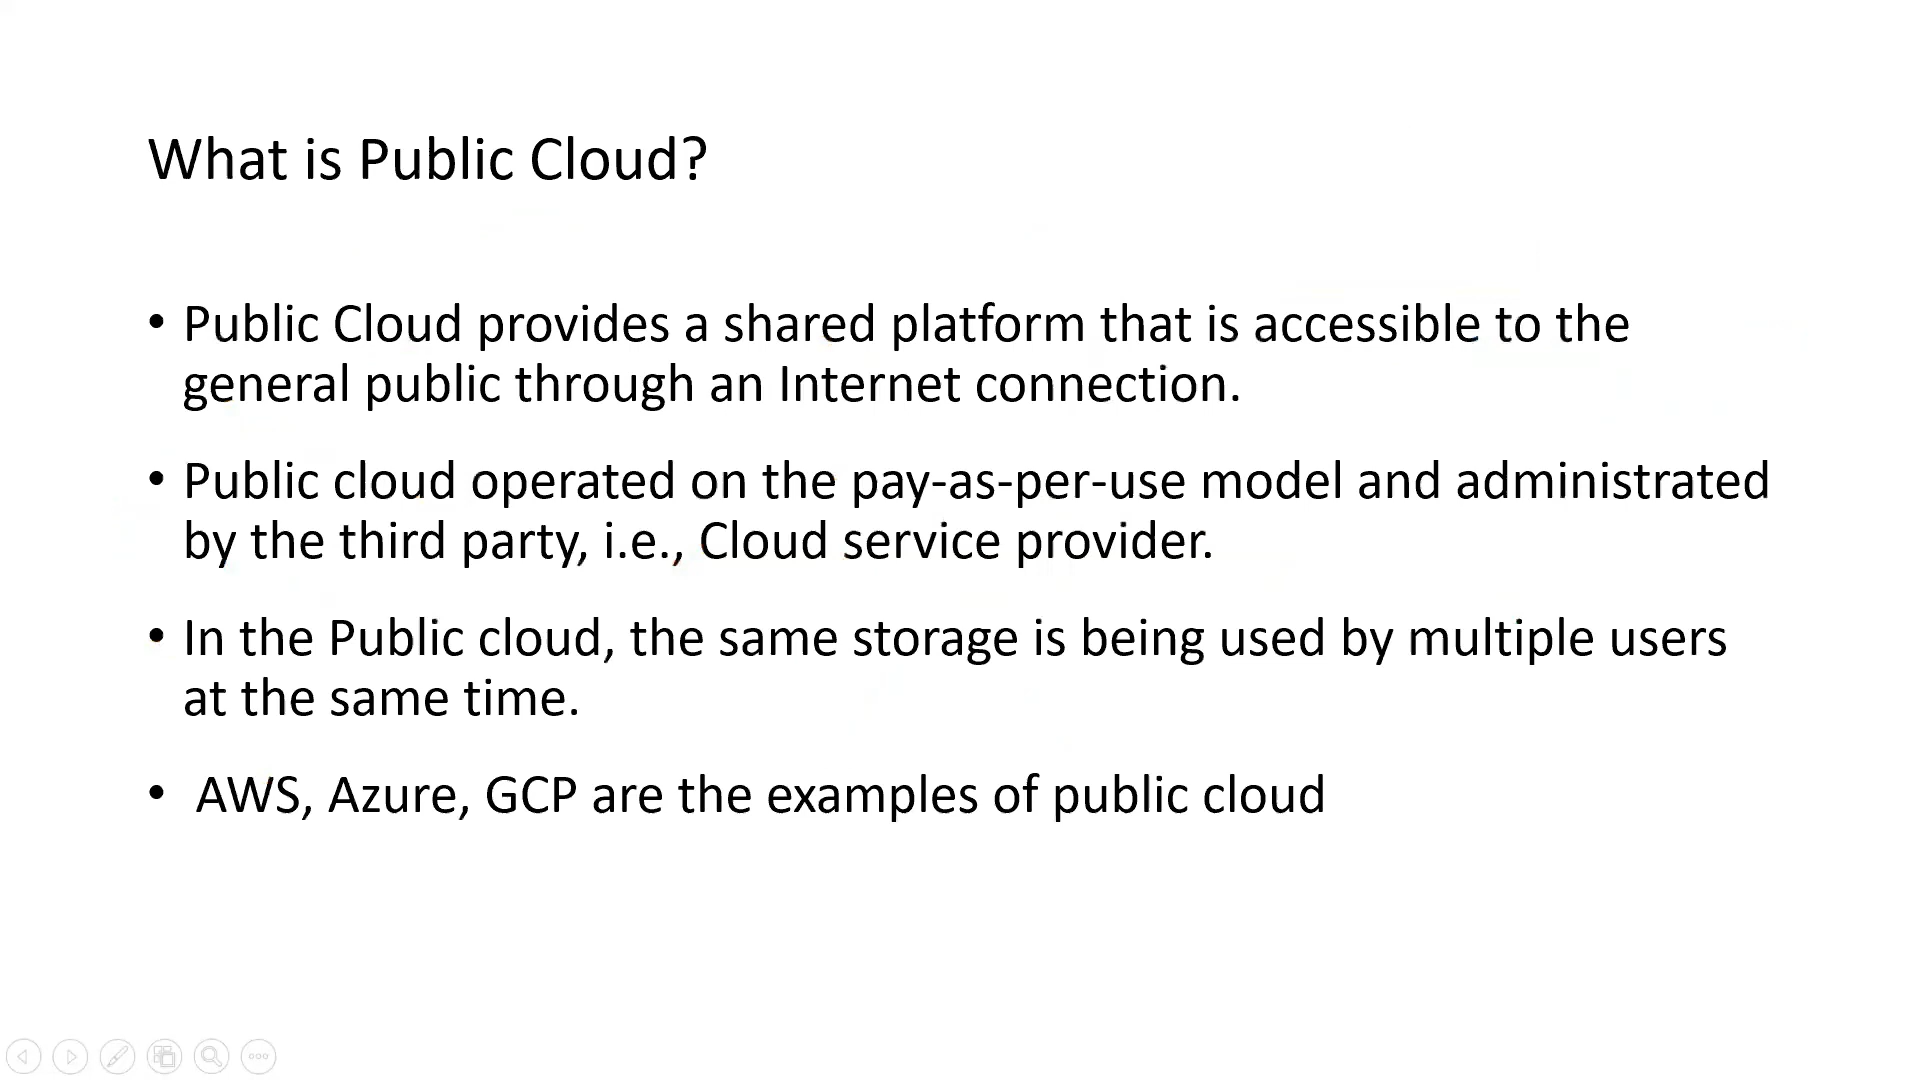 What is Public Cloud?
• Public Cloud provides a shared platform that is accessible to the
general public through an Internet connection.
• Public cloud operated on the pay-as-per-use model and administrated
by the third party, i.e., Cloud service provider.
• In the Public cloud, the same storage is being used by multiple users
at the same time.
• AWS, Azure, GCP are the examples of public cloud